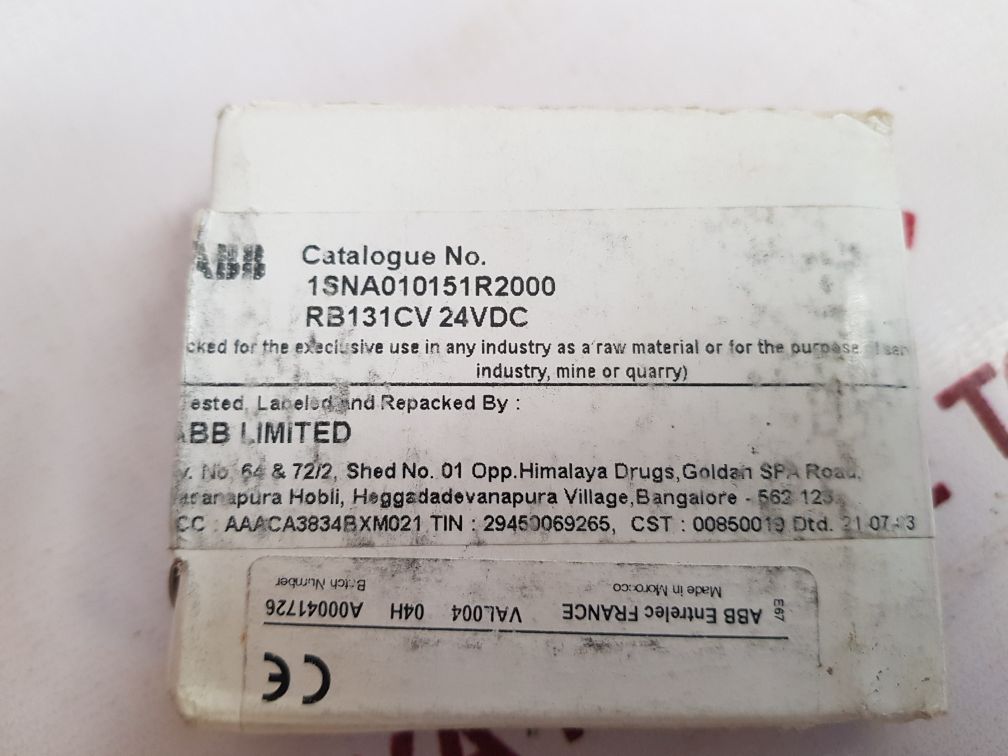 ABB Catalogue No.
1SNA010151R2000
RB131CV 24VDC
cked for the execlusive use in any industry as a raw material or for the purpose
industry, mine or quarry)
ested, Labeled and Repacked By :
ABB LIMITED
y. No. 64 & 72/2, Shed No. 01 Opp.Himalaya Drugs,Goldan SPA Road,
Hobli, Heggadadevanapura Village,Bangalore - 562 123
CC : AAACA3834BXM021 TIN : 29450069265, CST : Dtd.
E67
ABB Entrelec FRANCE VAL004 04H A00041726
Made in Morocco Batch Number
CE